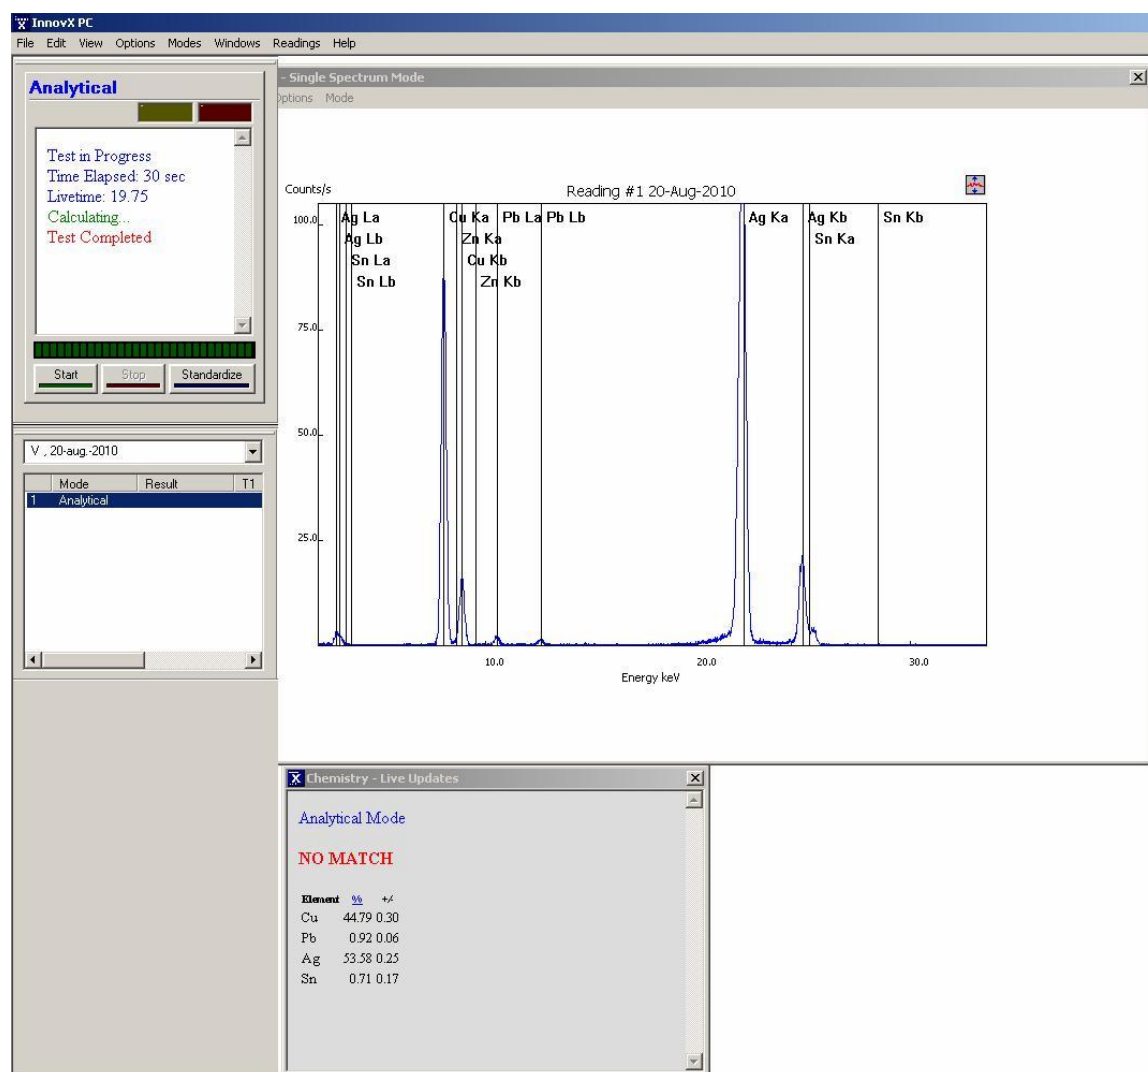 InnovX PC
File Edit View Options Modes Windows Readings Help
Analytical
Test in Progress
Time Elapsed: 30 sec
Livetime: 19.75
Calculating...
Test Completed
Start Stop Standardize
V , 20-aug.-2010
Mode Result T1
1 Analytical
- Single Spectrum Mode
Options Mode
Counts/s
Reading #1 20-Aug-2010
100.0
75.0
50.0
25.0
Ag La Cu Ka Pb La Pb Lb Ag Ka Ag Kb Sn Kb
Ag Lb Zn Ka Sn Ka
Sn La Cu Kb
Sn Lb Zn Kb
10.0 20.0 30.0
Energy keV
Chemistry - Live Updates
Analytical Mode
NO MATCH
Element % +/-
Cu 44.79 0.30
Pb 0.92 0.06
Ag 53.58 0.25
Sn 0.71 0.17